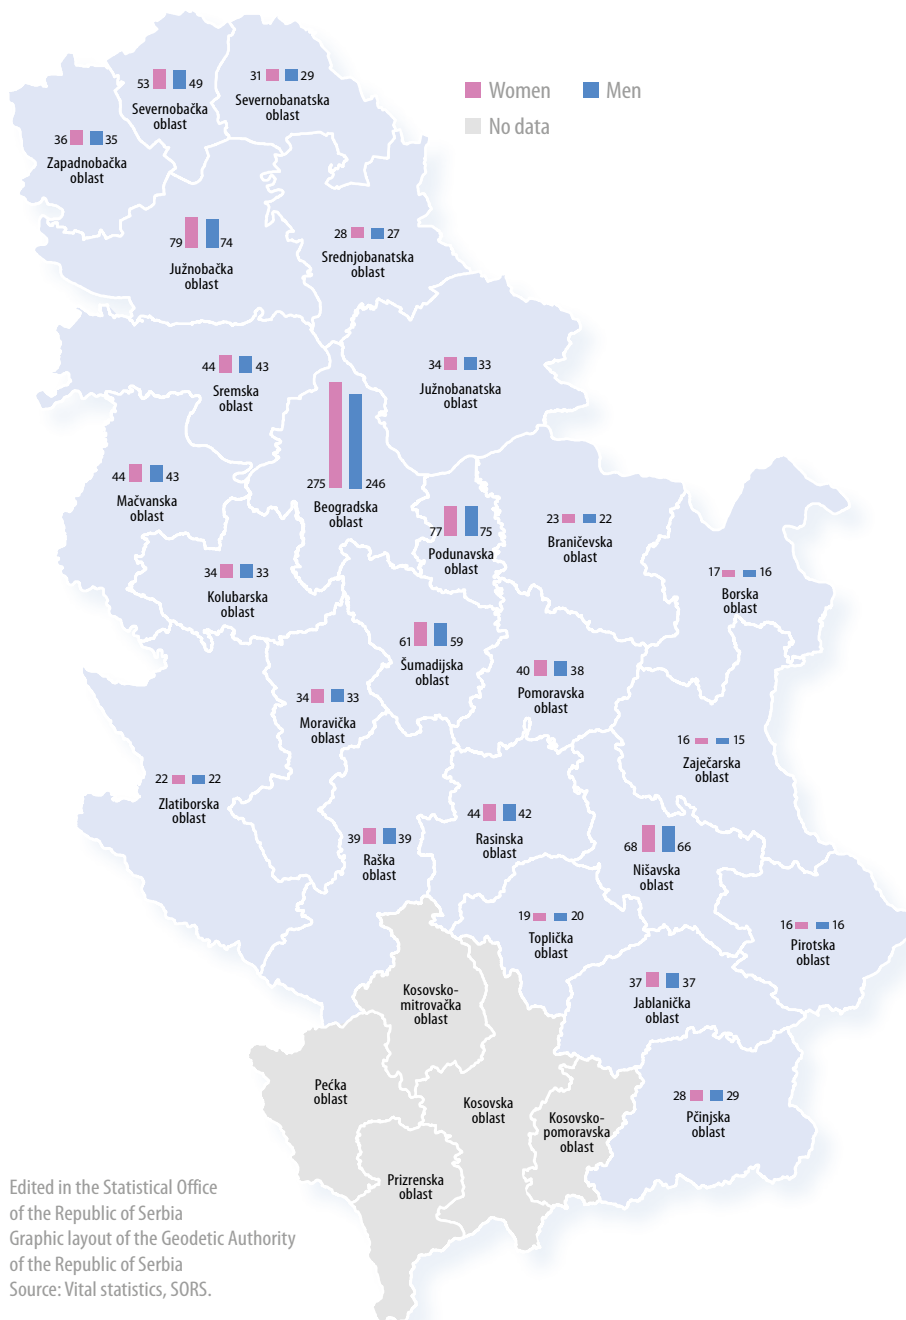 31 29
Severnobanatska
oblast
53 49
Severnobačka
oblast
Women Men
No data
36 35
Zapadnobačka
oblast
79 74
Južnobačka
oblast
28 27
Srednjobanatska
oblast
44 43
Sremska
oblast
34 33
Južnobanatska
oblast
275 246
Beogradska
oblast
44 43
Mačvanska
oblast
77 75
Podunavska
oblast
23 22
Braničevska
oblast
17 16
Borska
oblast
34 33
Kolubarska
oblast
61 59
Šumadijska
oblast
40 38
Pomoravska
oblast
34 33
Moravička
oblast
16 15
Zaječarska
oblast
22 22
Zlatiborska
oblast
39 39
Raška
oblast
44 42
Rasinska
oblast
68 66
Nišavska
oblast
19 20
Toplička
oblast
16 16
Pirotska
oblast
37 37
Jablanička
oblast
Kosovsko-
mitrovačka
oblast
Pećka
oblast
Kosovska
oblast
Kosovsko-
pomoravska
oblast
28 29
Pčinjska
oblast
Prizrenska
oblast
Edited in the Statistical Office
of the Republic of Serbia
Graphic layout of the Geodetic Authority
of the Republic of Serbia
Source: Vital statistics, SORS.